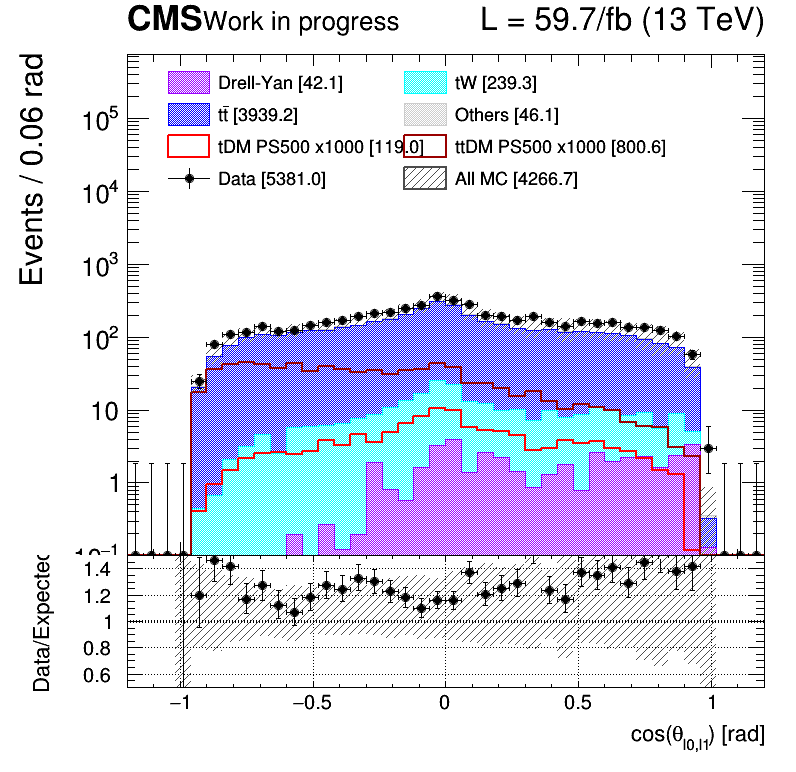 CMS Work in progress L = 59.7/fb (13 TeV)
Events / 0.06 rad
Drell-Yan [42.1] tW [239.3]
tt̄ [3939.2] Others [46.1]
tDM PS500 x1000 [119.0] ttDM PS500 x1000 [800.6]
Data [5381.0] All MC [4266.7]
10⁵
10⁴
10³
10²
10
1
10⁻¹
Data/Expected
1.4
1.2
1
0.8
0.6
−1 −0.5 0 0.5 1
cos(θl0,l1) [rad]